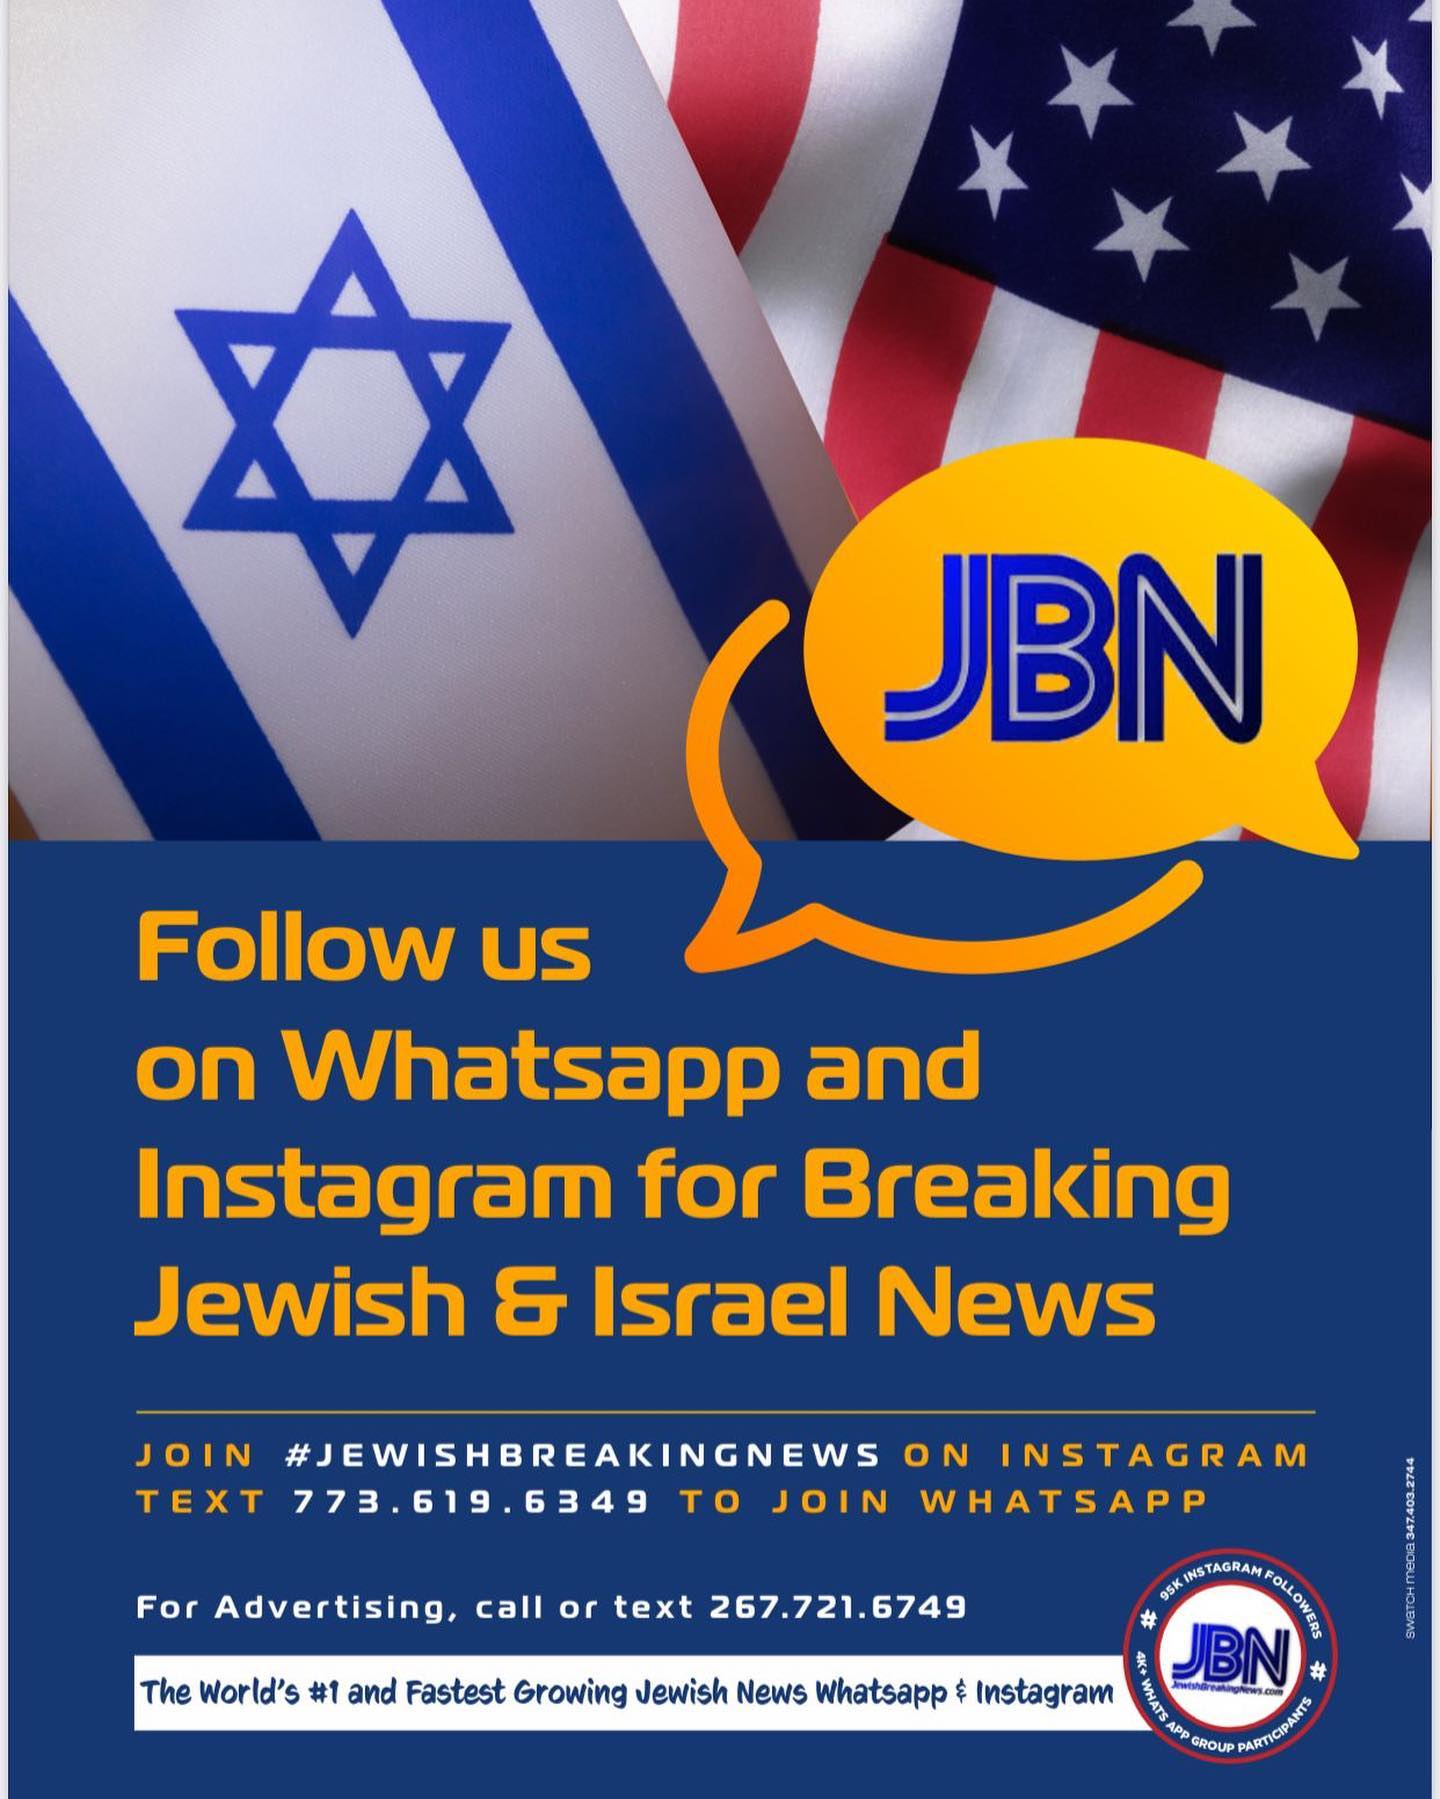 JBN
Follow us
on Whatsapp and
Instagram for Breaking
Jewish & Israel News
JOIN #JEWISHBREAKINGNEWS ON INSTAGRAM
TEXT 773.619.6349 TO JOIN WHATSAPP
For Advertising, call or text 267.721.6749
The World's #1 and Fastest Growing Jewish News Whatsapp & Instagram
# 95K INSTAGRAM FOLLOWERS #
JBN
JewishBreakingNews.com
4K+ WHATS APP GROUP PARTICIPANTS
swatch media 347.403.2744